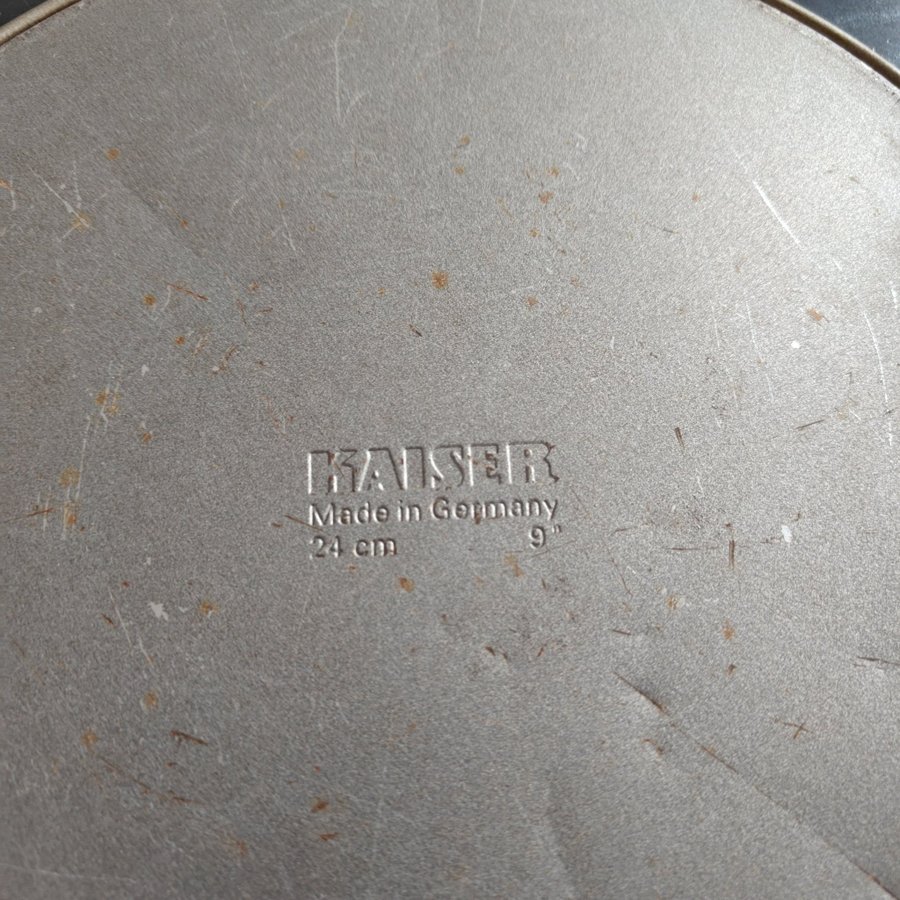 KAISER
Made in Germany
24 cm 9"